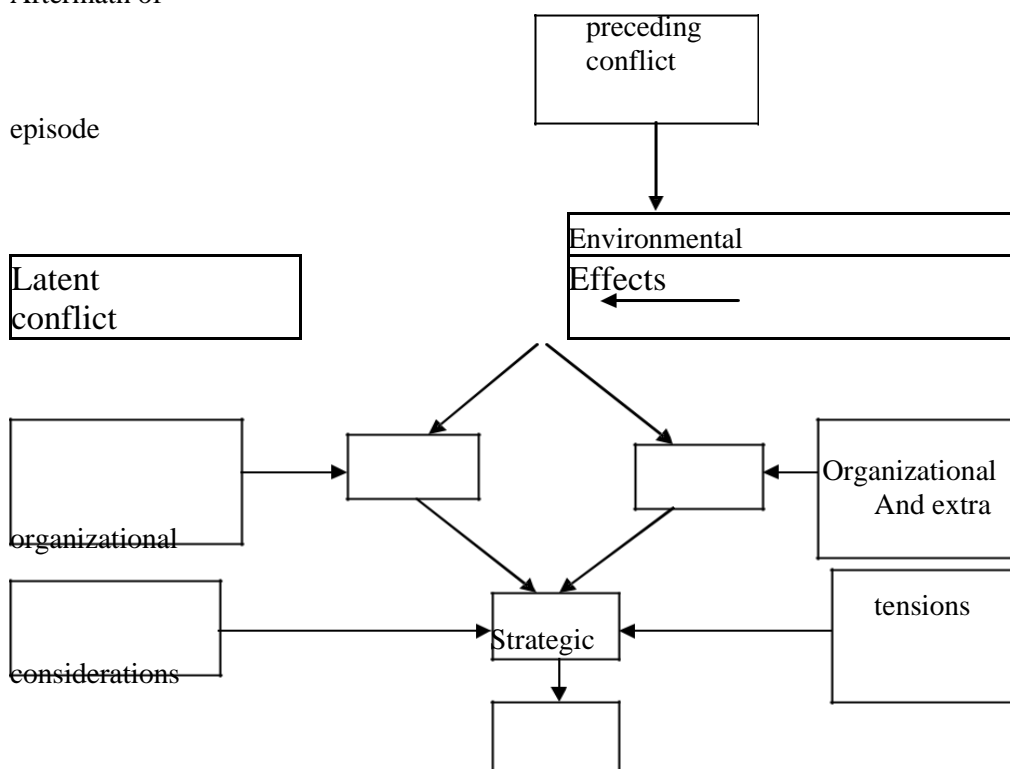 Aftermath of
preceding
conflict
episode
Environmental
Latent
conflict
Effects
Organizational
And extra
organizational
tensions
Strategic
considerations